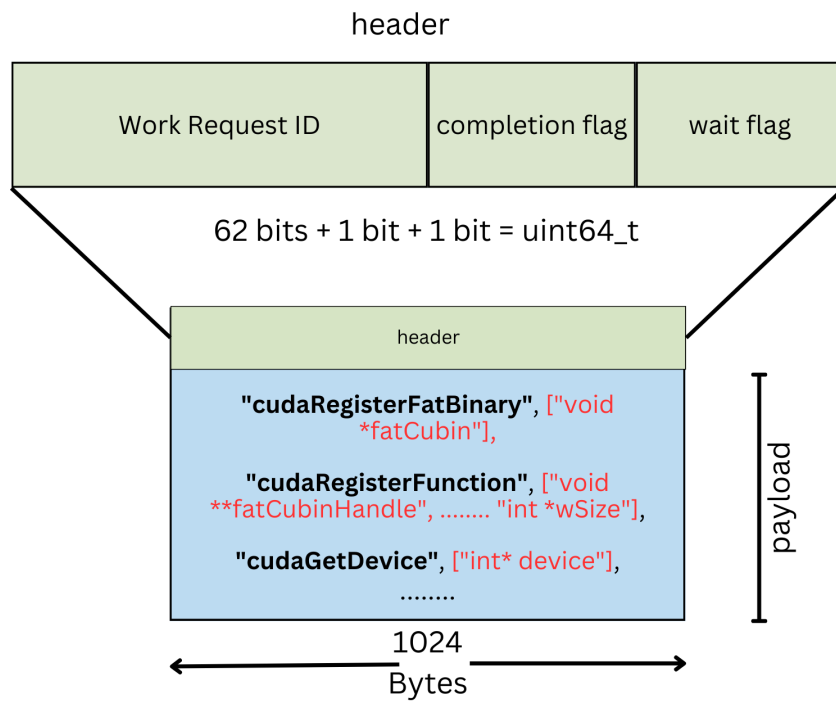 header
Work Request ID
completion flag
wait flag
62 bits + 1 bit + 1 bit = uint64_t
header
"cudaRegisterFatBinary", ["void
*fatCubin"],
"cudaRegisterFunction", ["void
**fatCubinHandle", ........ "int *wSize"],
"cudaGetDevice", ["int* device"],
........
payload
1024
Bytes